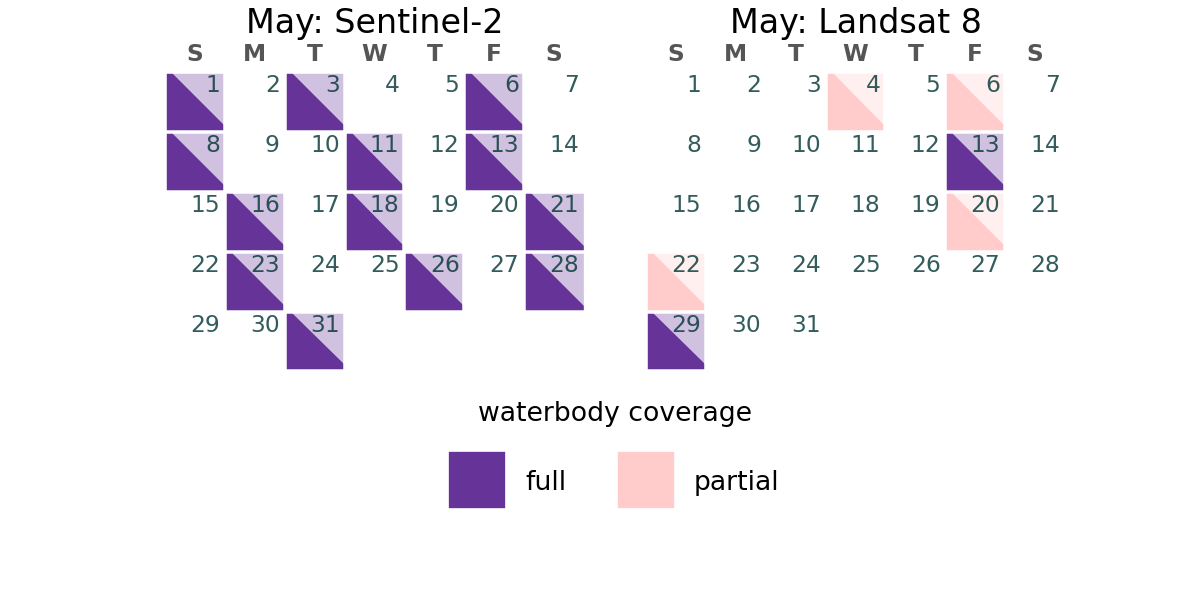 May: Sentinel-2
S M T W T F S
1 2 3 4 5 6 7
8 9 10 11 12 13 14
15 16 17 18 19 20 21
22 23 24 25 26 27 28
29 30 31
May: Landsat 8
S M T W T F S
1 2 3 4 5 6 7
8 9 10 11 12 13 14
15 16 17 18 19 20 21
22 23 24 25 26 27 28
29 30 31
waterbody coverage
full
partial